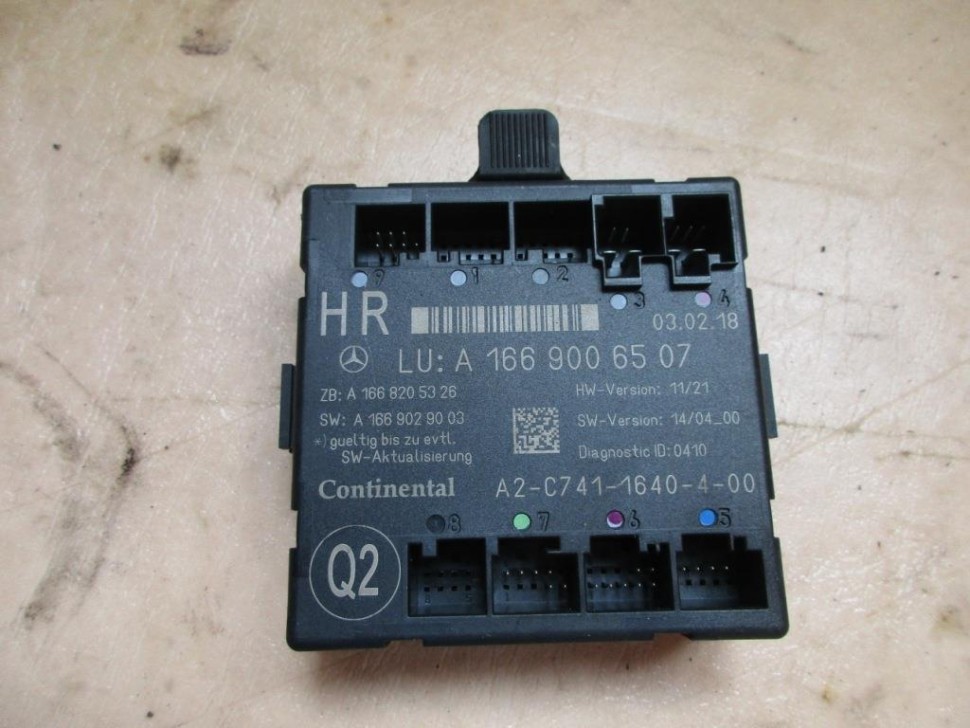 9 1 2 3 4
HR
03.02.18
LU: A 166 900 65 07
ZB: A 166 820 53 26
HW-Version: 11/21
SW: A 166 902 90 03
SW-Version: 14/04_00
*) gueltig bis zu evtl.
SW-Aktualisierung
Diagnostic ID: 0410
Continental
A2-C741-1640-4-00
8 7 6 5
Q2